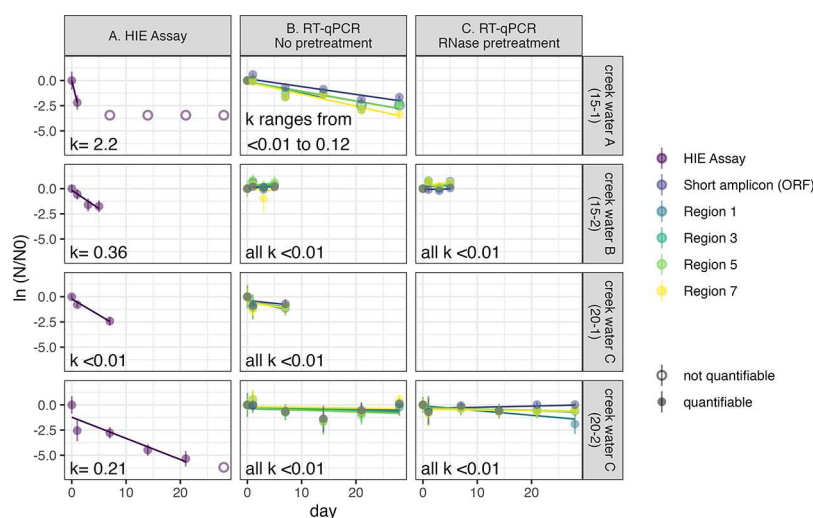 A. HIE Assay
B. RT-qPCR
No pretreatment
C. RT-qPCR
RNase pretreatment
0.0
-2.5
-5.0
k= 2.2
k ranges from
<0.01 to 0.12
creek water A
(15-1)
0.0
-2.5
-5.0
k= 0.36
all k <0.01
all k <0.01
creek water B
(15-2)
0.0
-2.5
-5.0
k <0.01
all k <0.01
creek water C
(20-1)
0.0
-2.5
-5.0
k= 0.21
all k <0.01
all k <0.01
creek water C
(20-2)
0 10 20
0 10 20
0 10 20
day
ln (N/N0)
HIE Assay
Short amplicon (ORF)
Region 1
Region 3
Region 5
Region 7
not quantifiable
quantifiable